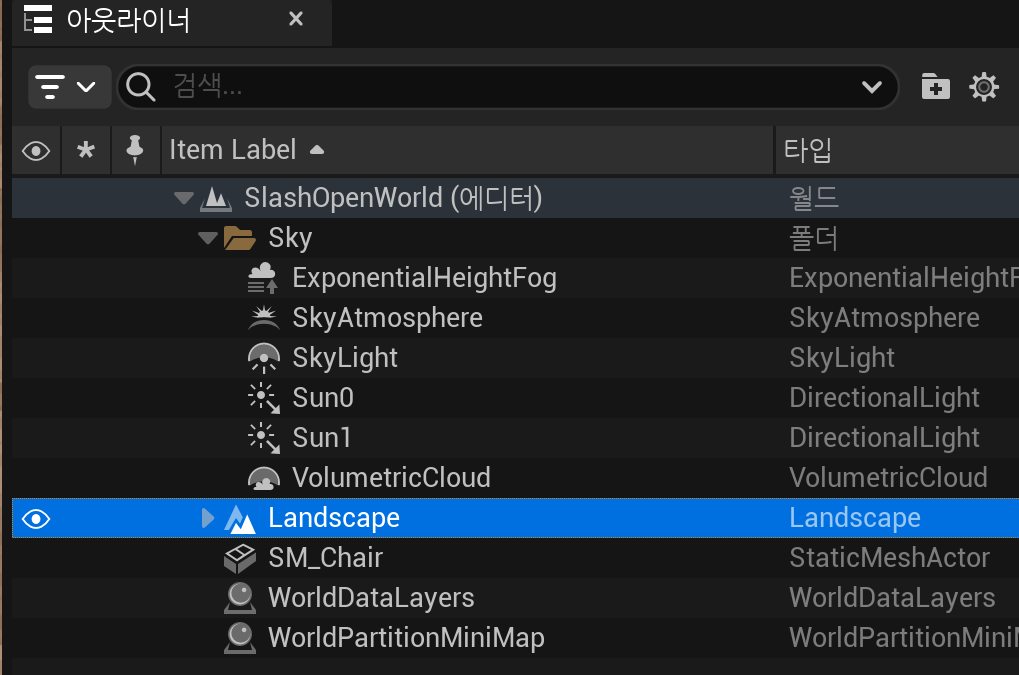 아웃라이너
검색...
Item Label 타입
SlashOpenWorld (에디터) 월드
Sky 폴더
ExponentialHeightFog ExponentialHeightF
SkyAtmosphere SkyAtmosphere
SkyLight SkyLight
Sun0 DirectionalLight
Sun1 DirectionalLight
VolumetricCloud VolumetricCloud
Landscape Landscape
SM_Chair StaticMeshActor
WorldDataLayers WorldDataLayers
WorldPartitionMiniMap WorldPartitionMiniM